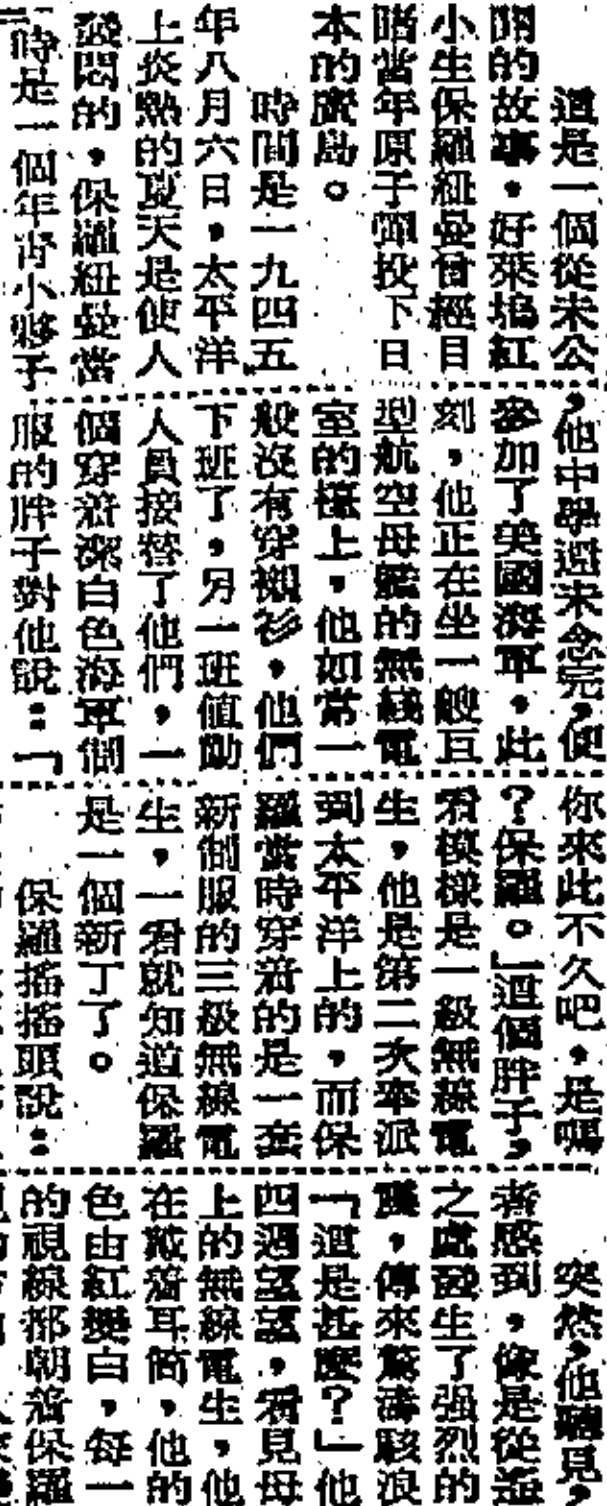 這是一個從未公
開的故事，好萊塢紅
小生保羅紐曼曾經目
睹當年原子彈投下日
本的廣島。
時間是一九四五
年八月六日，太平洋
上炎熱的夏天是使人
發悶的，保羅紐曼當
時是一個年青小夥子
，他中學還未念完，便
參加了美國海軍，此
刻，他正在坐一艘巨
型航空母艦的無綫電
室的檯上，他如常一
般沒有穿襯衫，他們
下班了，另一班值勤
人員接替了他們，一
個穿着深白色海軍制
服的胖子對他說：「
你來此不久吧，是嗎
？保羅。」這個胖子，
看模樣是一級無線電
生，他是第二次奉派
到太平洋上的，而保
羅當時穿着的是一套
新制服的三級無線電
生，一看就知道保羅
是一個新丁了。
保羅搖搖頭說：
突然，他聽見，
者感到，像是從遙
之處發生了强烈的
震，傳來驚濤駭浪
「這是甚麼？」他
四週望望，看見母
上的無線電生，他
在戴着耳筒，他的
色由紅變白，每一
的視線都朝着保羅